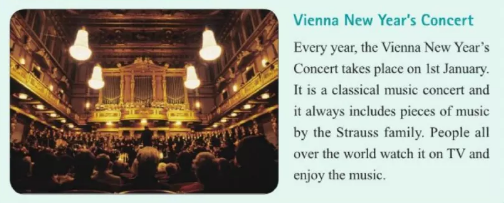 Vienna New Year's Concert
Every year, the Vienna New Year's
Concert takes place on 1st January.
It is a classical music concert and
it always includes pieces of music
by the Strauss family. People all
over the world watch it on TV and
enjoy the music.